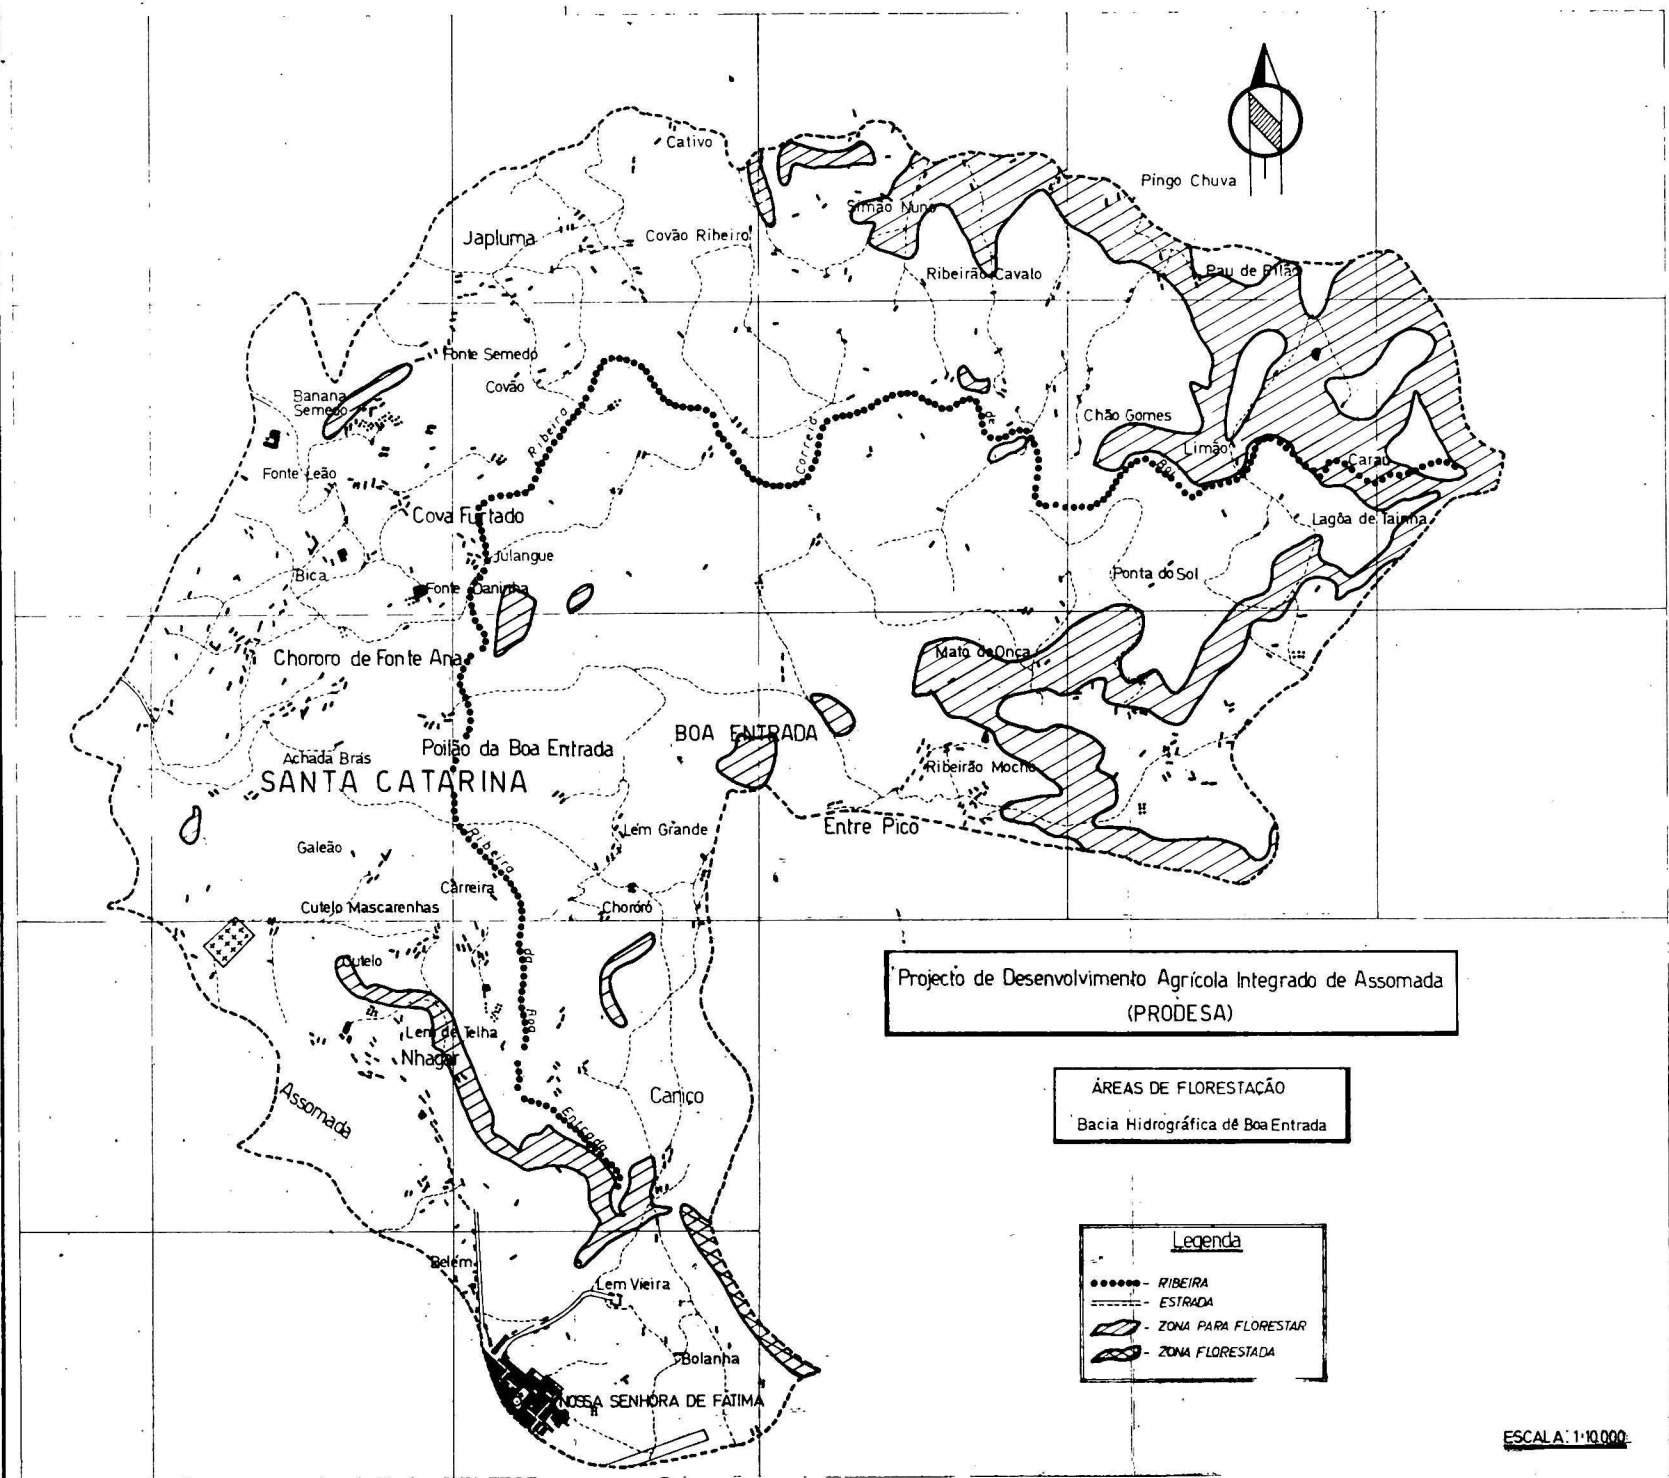 Cativo
Pingo Chuva
Simão Nuno
Japluma
Covão Ribeiro
Ribeirão Cavalo
Pau de Pilão
Fonte Semedo
Covão
Banana
Semedo
Ribeira
Correia
de
Chão Gomes
Limão
Boi
Carau
Fonte Leão
Cova Furtado
Lagôa de Tainha
Julangue
Bica
Fonte Daninha
Ponta do Sol
Chororo de Fonte Ana
Mato de Onça
BOA ENTRADA
Poilão da Boa Entrada
Achada Brás
Ribeirão Mocho
SANTA CATARINA
Entre Pico
Lem Grande
Ribeira
Galeão
Carreira
Cutelo Mascarenhas
Chororó
da
Cutelo
Projecto de Desenvolvimento Agrícola Integrado de Assomada
(PRODESA)
Boa
Lem de Telha
Nhagar
Caniço
Assomada
Entrada
ÁREAS DE FLORESTAÇÃO
Bacia Hidrográfica de Boa Entrada
Legenda
Belém
Lem Vieira
- RIBEIRA
- ESTRADA
- ZONA PARA FLORESTAR
- ZONA FLORESTADA
Bolanha
NOSSA SENHORA DE FATIMA
ESCALA: 1:10.000